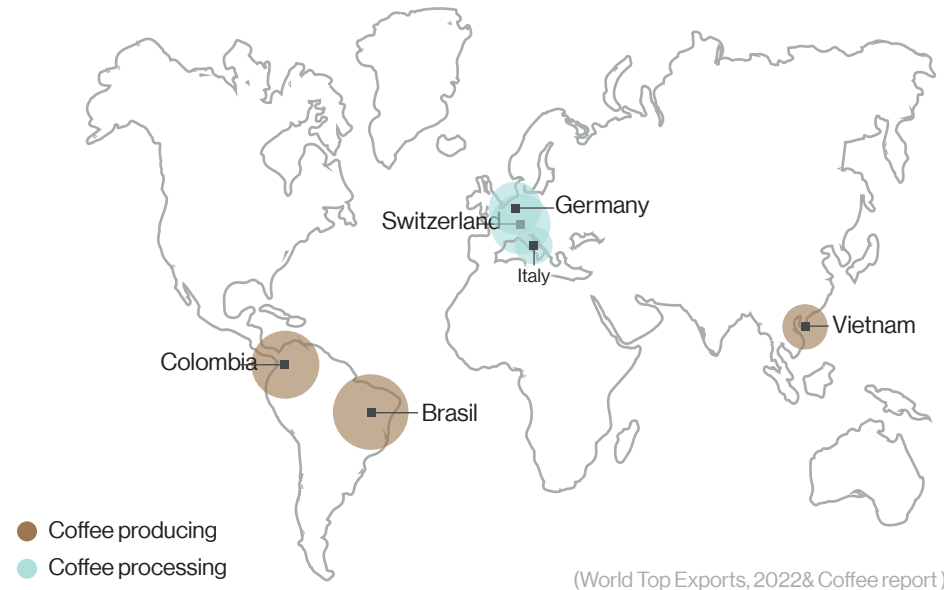 Germany
Switzerland
Italy
Vietnam
Colombia
Brasil
Coffee producing
Coffee processing
(World Top Exports, 2022& Coffee report )